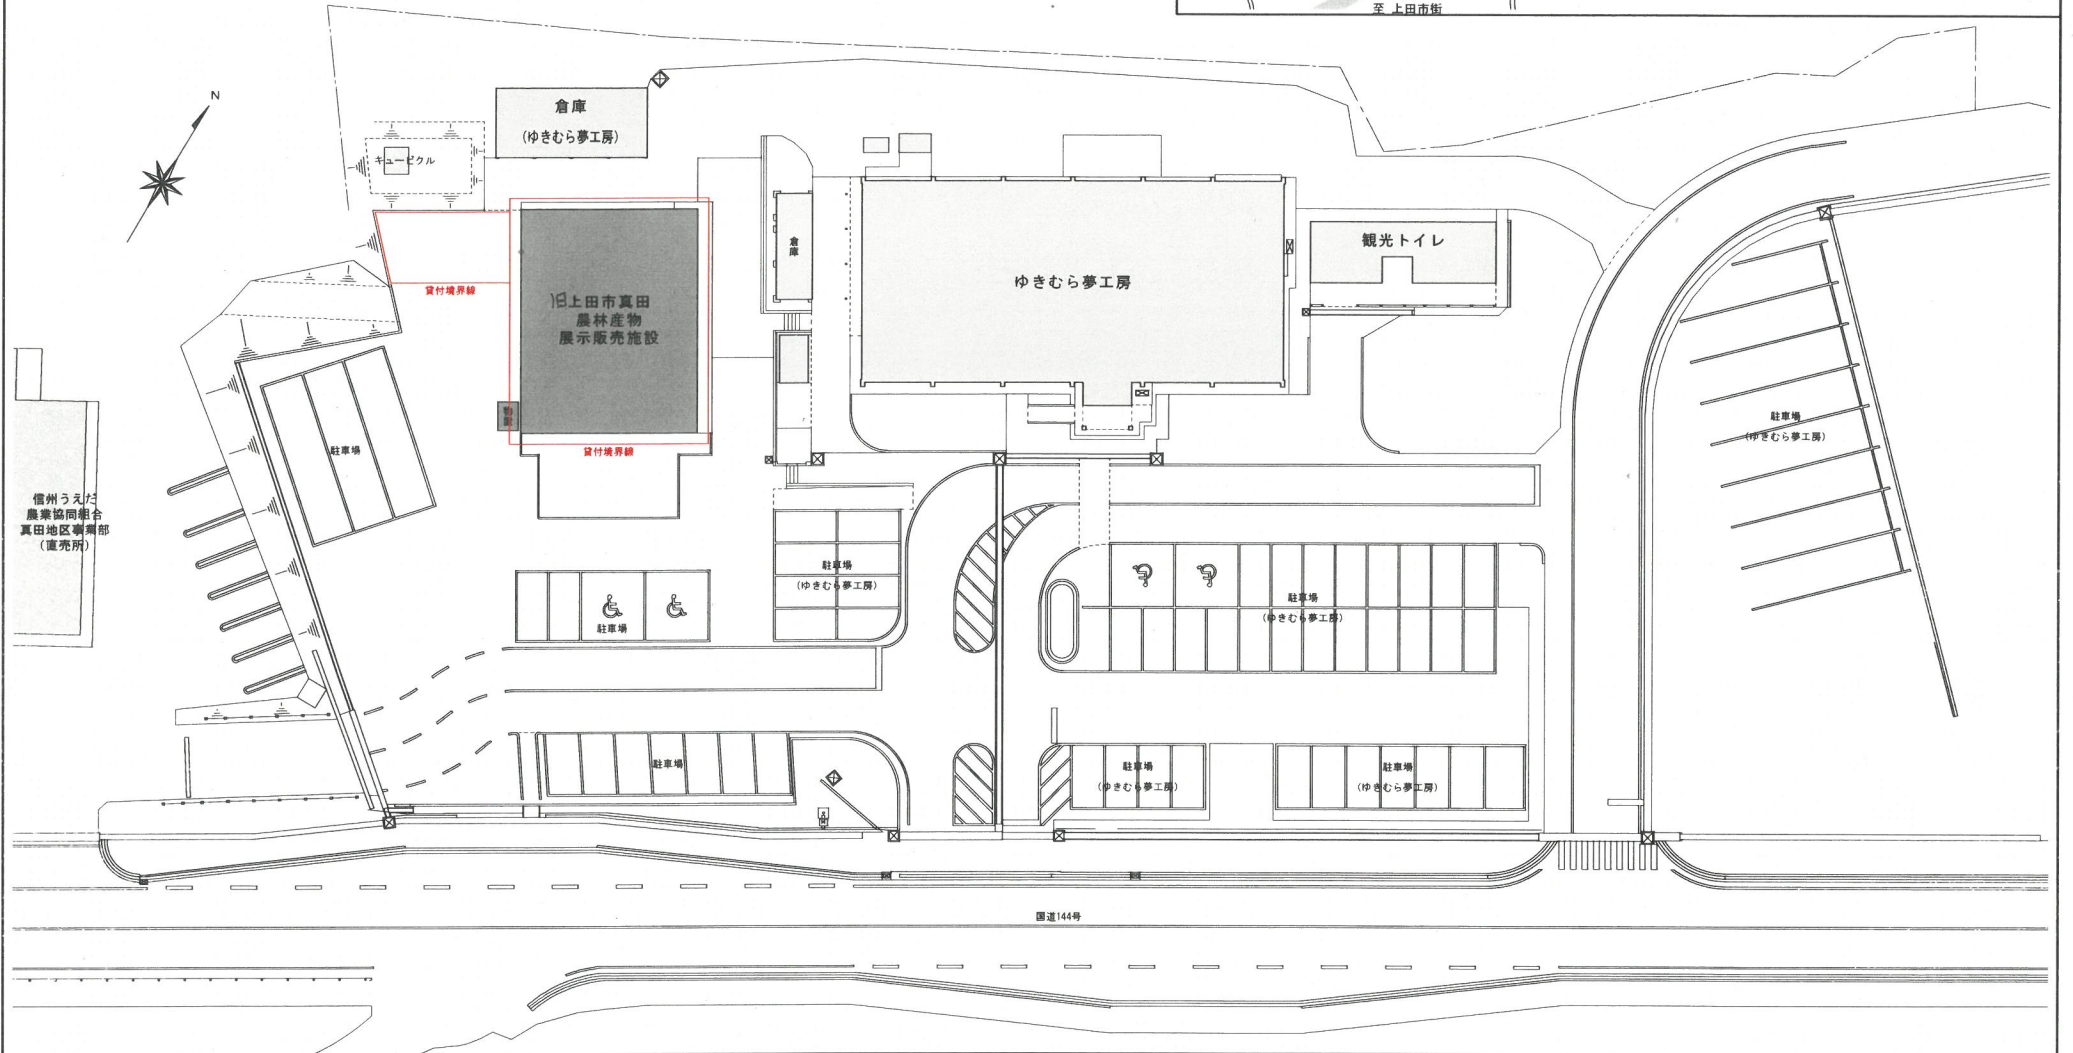 至 上田市街
N
倉庫
(ゆきむら夢工房)
キュービクル
貸付境界線
旧上田市真田
農林産物
展示販売施設
物置
貸付境界線
倉庫
ゆきむら夢工房
観光トイレ
駐車場
(ゆきむら夢工房)
駐車場
信州うえだ
農業協同組合
真田地区事業部
(直売所)
駐車場
駐車場
(ゆきむら夢工房)
駐車場
(ゆきむら夢工房)
駐車場
駐車場
(ゆきむら夢工房)
駐車場
(ゆきむら夢工房)
国道144号